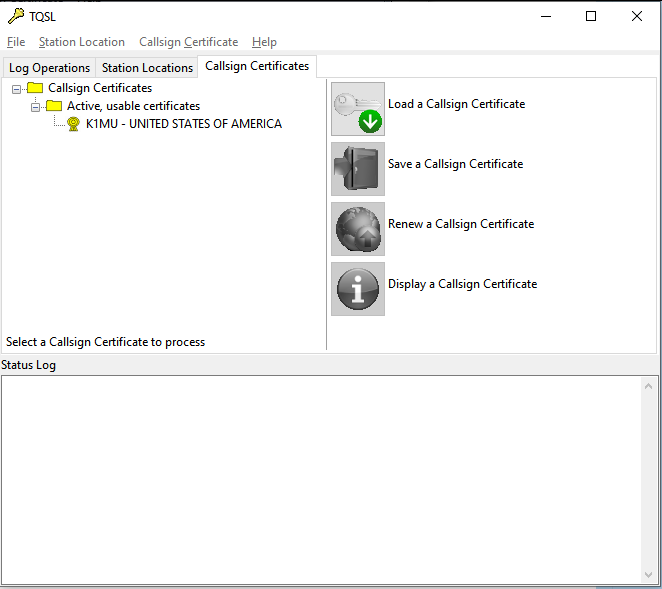 TQSL
File Station Location Callsign Certificate Help
Log Operations Station Locations Callsign Certificates
Callsign Certificates
Active, usable certificates
K1MU - UNITED STATES OF AMERICA
Load a Callsign Certificate
Save a Callsign Certificate
Renew a Callsign Certificate
Display a Callsign Certificate
Select a Callsign Certificate to process
Status Log